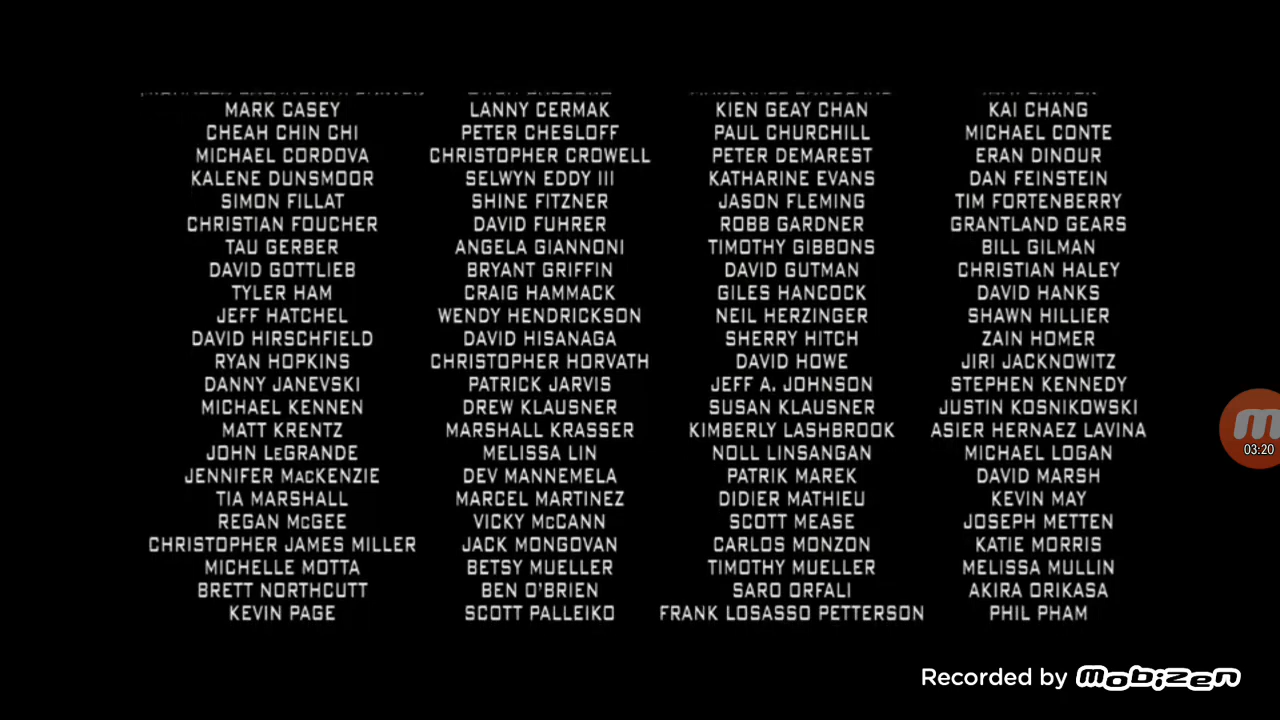 MARK CASEY LANNY CERMAK KIEN GEAY CHAN KAI CHANG
CHEAH CHIN CHI PETER CHESLOFF PAUL CHURCHILL MICHAEL CONTE
MICHAEL CORDOVA CHRISTOPHER CROWELL PETER DEMAREST ERAN DINOUR
KALENE DUNSMOOR SELWYN EDDY III KATHARINE EVANS DAN FEINSTEIN
SIMON FILLAT SHINE FITZNER JASON FLEMING TIM FORTENBERRY
CHRISTIAN FOUCHER DAVID FUHRER ROBB GARDNER GRANTLAND GEARS
TAU GERBER ANGELA GIANNONI TIMOTHY GIBBONS BILL GILMAN
DAVID GOTTLIEB BRYANT GRIFFIN DAVID GUTMAN CHRISTIAN HALEY
TYLER HAM CRAIG HAMMACK GILES HANCOCK DAVID HANKS
JEFF HATCHEL WENDY HENDRICKSON NEIL HERZINGER SHAWN HILLIER
DAVID HIRSCHFIELD DAVID HISANAGA SHERRY HITCH ZAIN HOMER
RYAN HOPKINS CHRISTOPHER HORVATH DAVID HOWE JIRI JACKNOWITZ
DANNY JANEVSKI PATRICK JARVIS JEFF A. JOHNSON STEPHEN KENNEDY
MICHAEL KENNEN DREW KLAUSNER SUSAN KLAUSNER JUSTIN KOSNIKOWSKI
MATT KRENTZ MARSHALL KRASSER KIMBERLY LASHBROOK ASIER HERNAEZ LAVINA
JOHN LeGRANDE MELISSA LIN NOLL LINSANGAN MICHAEL LOGAN
JENNIFER MacKENZIE DEV MANNEMELA PATRIK MAREK DAVID MARSH
TIA MARSHALL MARCEL MARTINEZ DIDIER MATHIEU KEVIN MAY
REGAN McGEE VICKY McCANN SCOTT MEASE JOSEPH METTEN
CHRISTOPHER JAMES MILLER JACK MONGOVAN CARLOS MONZON KATIE MORRIS
MICHELLE MOTTA BETSY MUELLER TIMOTHY MUELLER MELISSA MULLIN
BRETT NORTHCUTT BEN O'BRIEN SARO ORFALI AKIRA ORIKASA
KEVIN PAGE SCOTT PALLEIKO FRANK LOSASSO PETTERSON PHIL PHAM
03:20
Recorded by mobizen